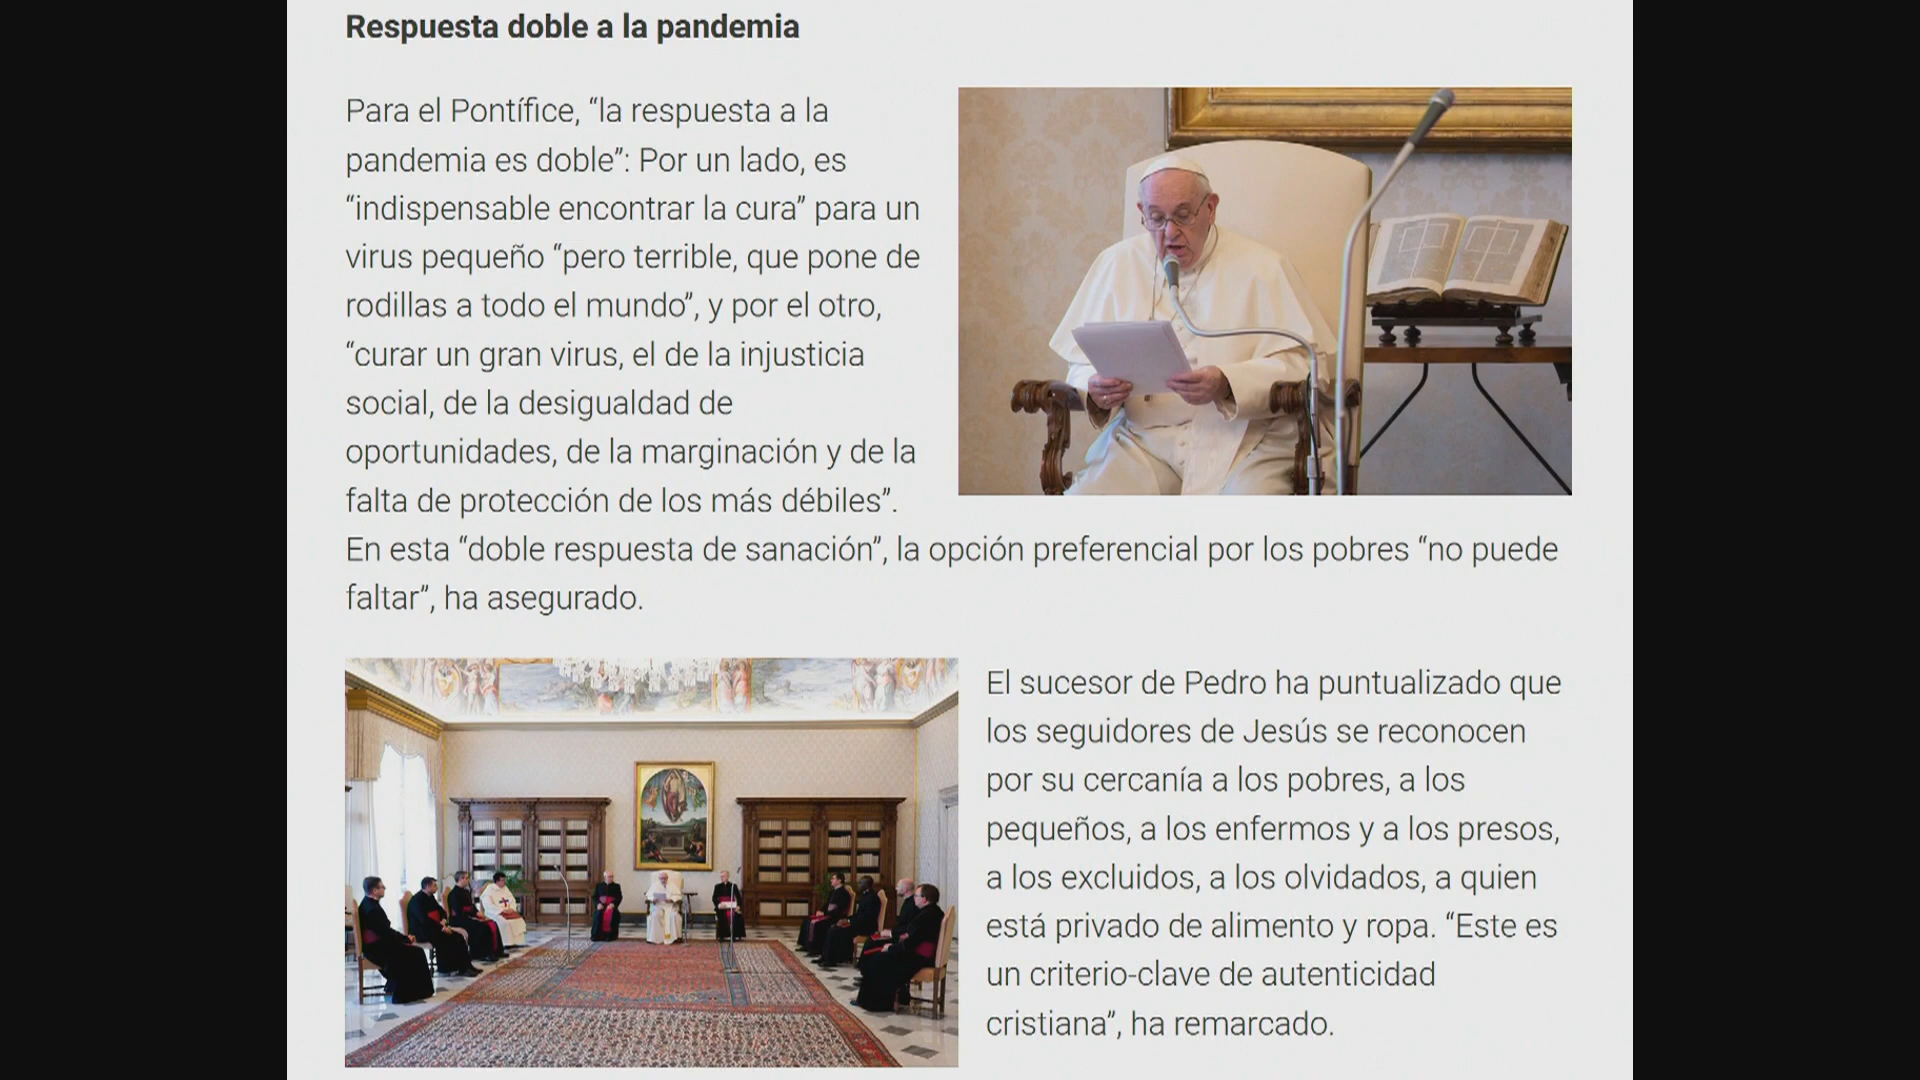 Respuesta doble a la pandemia
Para el Pontífice, “la respuesta a la
pandemia es doble”: Por un lado, es
“indispensable encontrar la cura” para un
virus pequeño “pero terrible, que pone de
rodillas a todo el mundo”, y por el otro,
“curar un gran virus, el de la injusticia
social, de la desigualdad de
oportunidades, de la marginación y de la
falta de protección de los más débiles”.
En esta “doble respuesta de sanación”, la opción preferencial por los pobres “no puede
faltar”, ha asegurado.
El sucesor de Pedro ha puntualizado que
los seguidores de Jesús se reconocen
por su cercanía a los pobres, a los
pequeños, a los enfermos y a los presos,
a los excluidos, a los olvidados, a quien
está privado de alimento y ropa. “Este es
un criterio-clave de autenticidad
cristiana”, ha remarcado.